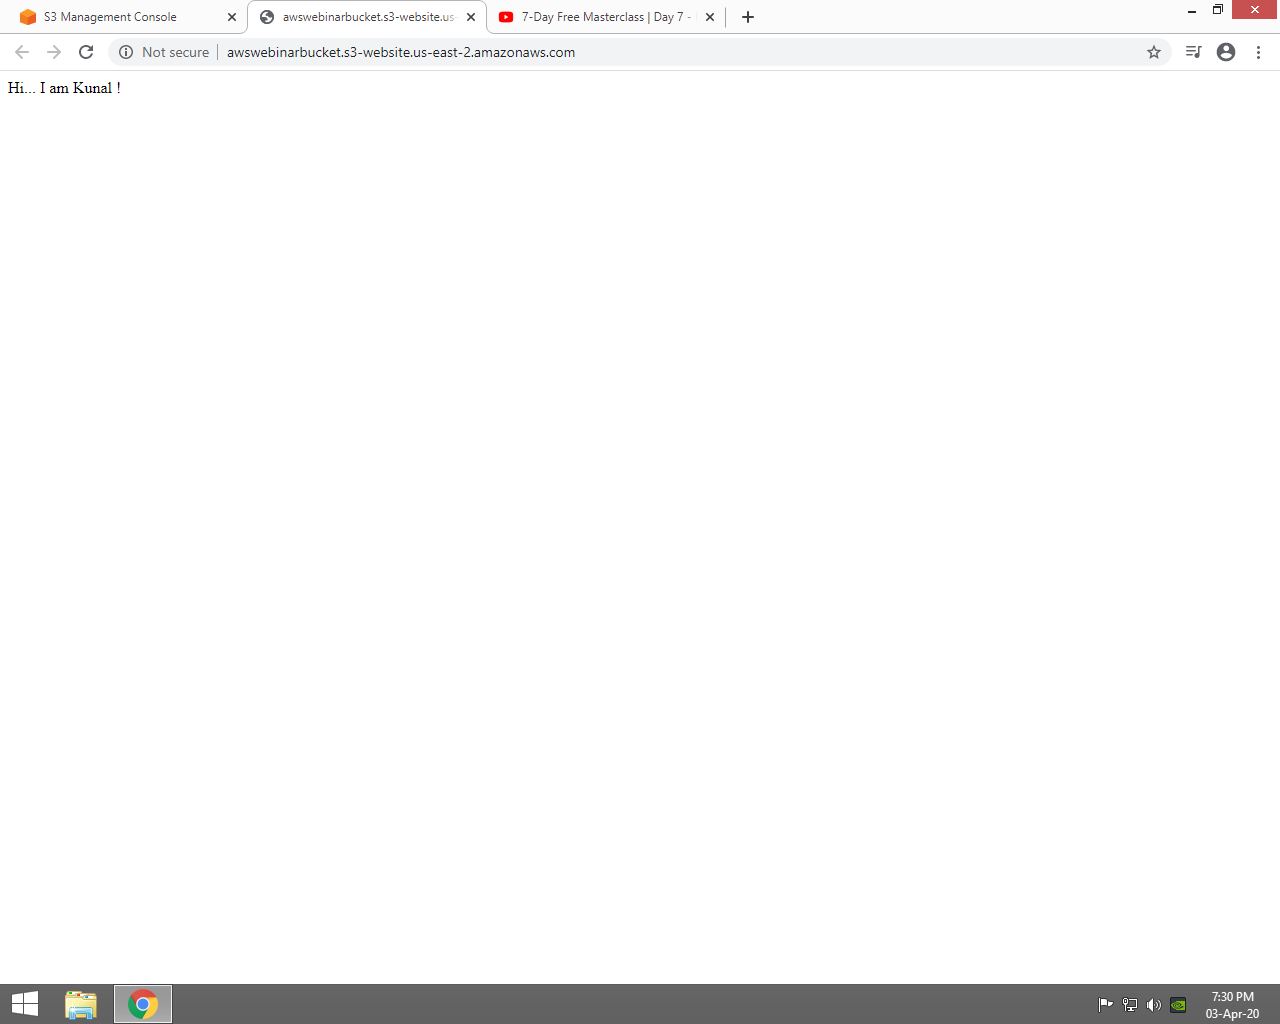 S3 Management Console
awswebinarbucket.s3-website.us-
7-Day Free Masterclass | Day 7 -
Not secure
awswebinarbucket.s3-website.us-east-2.amazonaws.com
Hi... I am Kunal !
7:30 PM
03-Apr-20